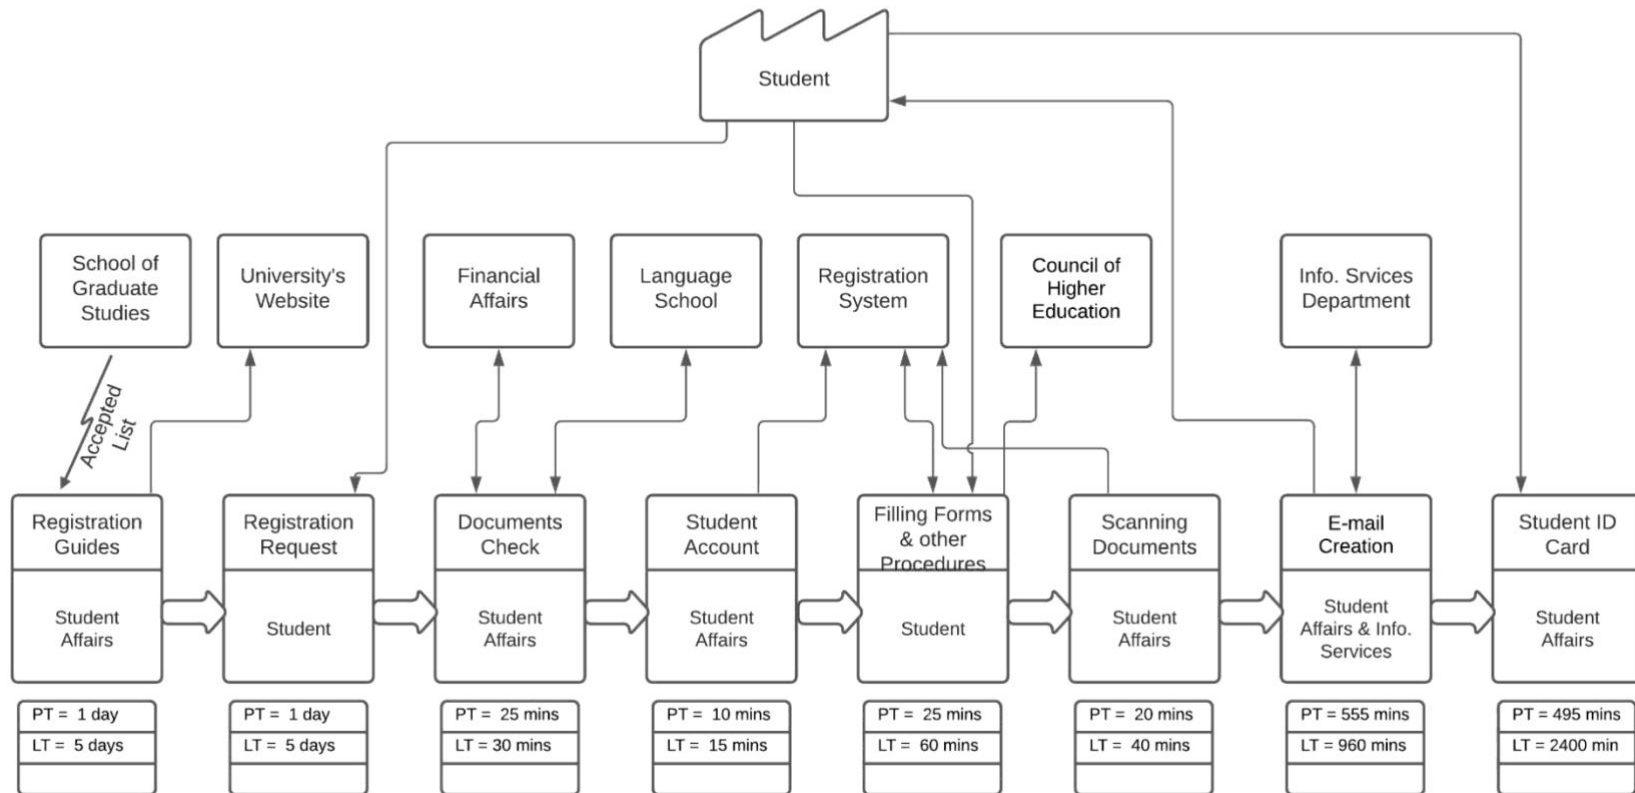 Student
School of
Graduate
Studies
University's
Website
Financial
Affairs
Language
School
Registration
System
Council of
Higher
Education
Info. Srvices
Department
Accepted
List
Registration
Guides
Registration
Request
Documents
Check
Student
Account
Filling Forms
& other
Procedures
Scanning
Documents
E-mail
Creation
Student ID
Card
Student
Affairs
Student
Student
Affairs
Student
Affairs
Student
Student
Affairs
Student
Affairs & Info.
Services
Student
Affairs
PT = 1 day
LT = 5 days
PT = 1 day
LT = 5 days
PT = 25 mins
LT = 30 mins
PT = 10 mins
LT = 15 mins
PT = 25 mins
LT = 60 mins
PT = 20 mins
LT = 40 mins
PT = 555 mins
LT = 960 mins
PT = 495 mins
LT = 2400 min